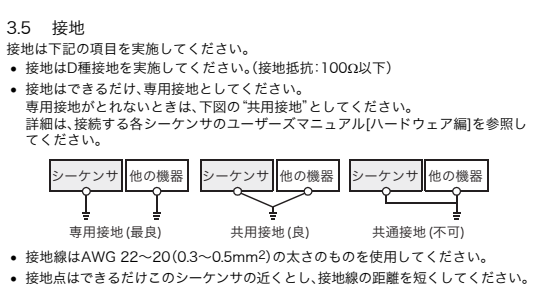 3.5 接地
接地は下記の項目を実施してください。
• 接地はD種接地を実施してください。(接地抵抗:100Ω以下)
• 接地はできるだけ、専用接地としてください。
専用接地がとれないときは、下図の"共用接地"としてください。
詳細は、接続する各シーケンサのユーザーズマニュアル[ハードウェア編]を参照し
てください。
シーケンサ 他の機器 シーケンサ 他の機器 シーケンサ 他の機器
専用接地(最良) 共用接地(良) 共通接地(不可)
• 接地線はAWG 22～20(0.3～0.5mm2)の太さのものを使用してください。
• 接地点はできるだけこのシーケンサの近くとし、接地線の距離を短くしてください。